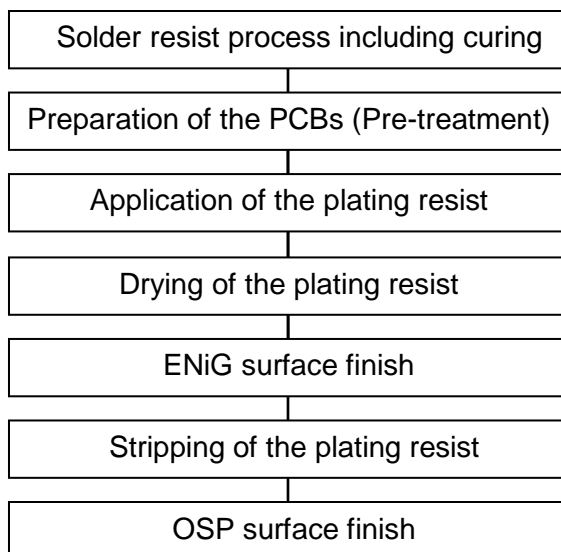 Solder resist process including curing
Preparation of the PCBs (Pre-treatment)
Application of the plating resist
Drying of the plating resist
ENiG surface finish
Stripping of the plating resist
OSP surface finish